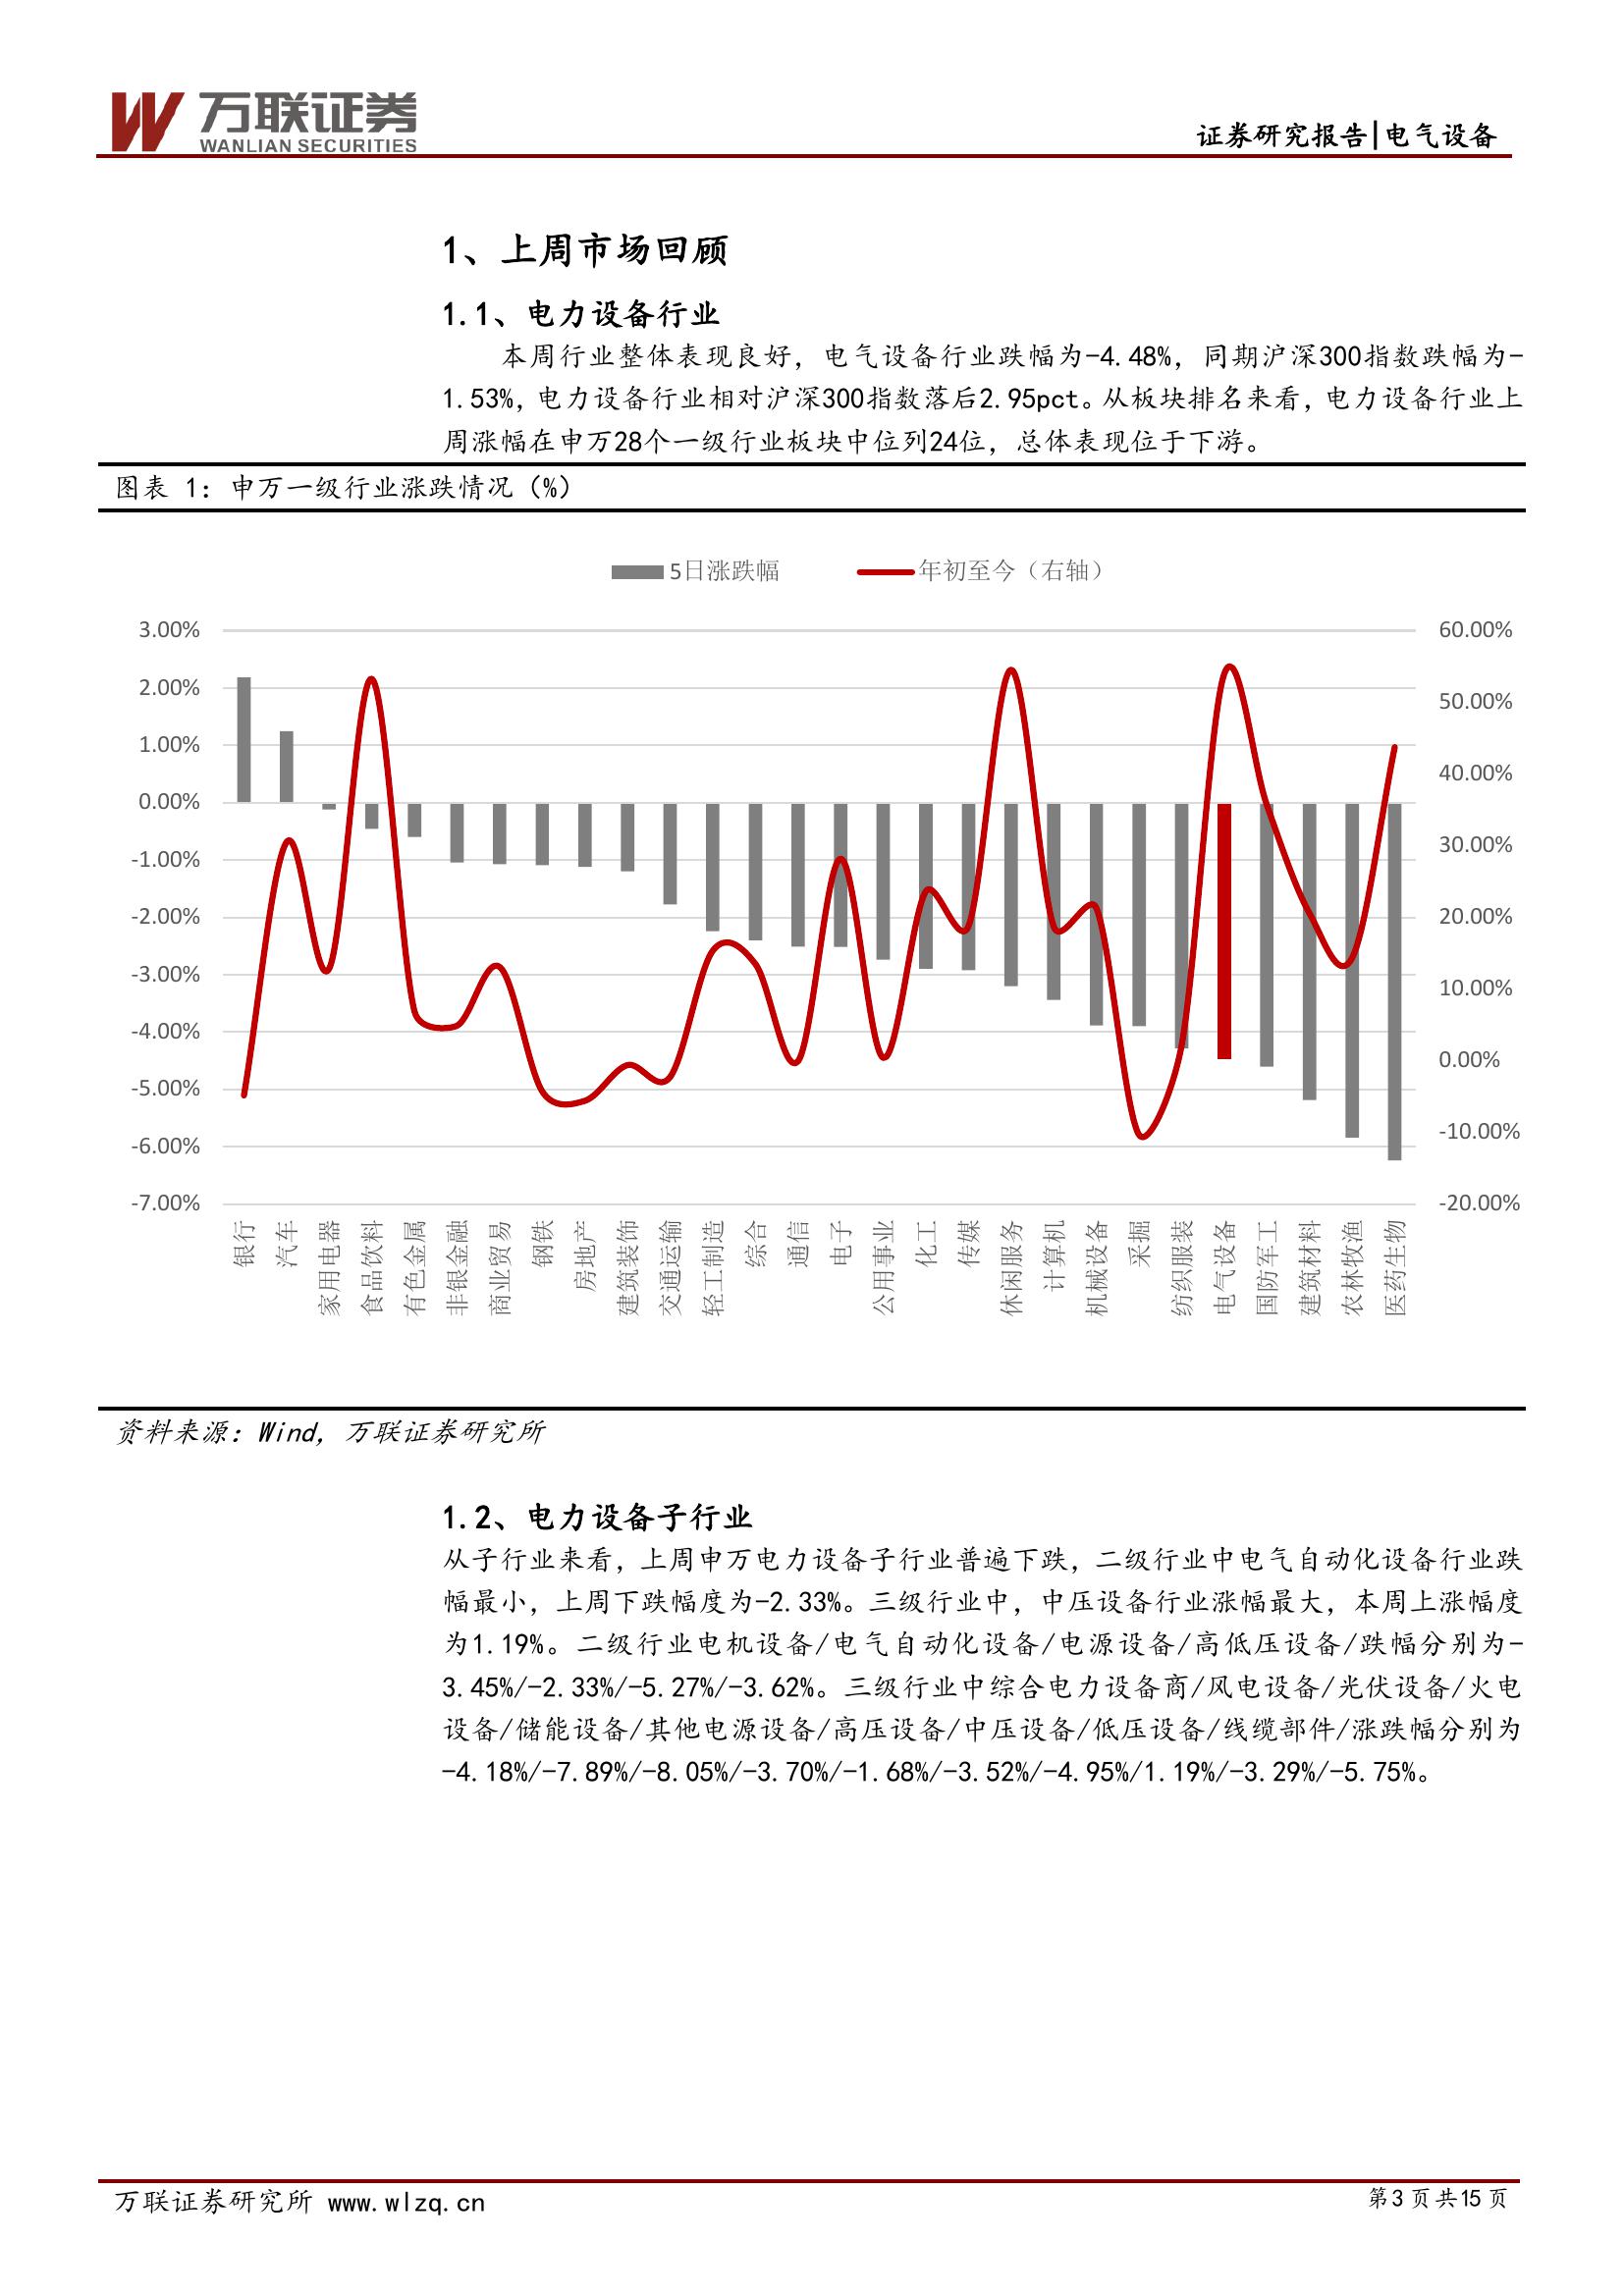 万联证券
WANLIAN SECURITIES
证券研究报告|电气设备
1、上周市场回顾
1.1、电力设备行业
本周行业整体表现良好，电气设备行业跌幅为-4.48%，同期沪深300指数跌幅为-
1.53%，电力设备行业相对沪深300指数落后2.95pct。从板块排名来看，电力设备行业上
周涨幅在申万28个一级行业板块中位列24位，总体表现位于下游。
图表 1：申万一级行业涨跌情况（%）
5日涨跌幅 年初至今（右轴）
3.00% 60.00%
2.00% 50.00%
1.00% 40.00%
0.00% 30.00%
-1.00% 20.00%
-2.00% 10.00%
-3.00% 0.00%
-4.00% -10.00%
-5.00% -20.00%
-6.00%
-7.00%
银行
汽车
家用电器
食品饮料
有色金属
非银金融
商业贸易
钢铁
房地产
建筑装饰
交通运输
轻工制造
综合
通信
电子
公用事业
化工
传媒
休闲服务
计算机
机械设备
采掘
纺织服装
电气设备
国防军工
建筑材料
农林牧渔
医药生物
资料来源：Wind，万联证券研究所
1.2、电力设备子行业
从子行业来看，上周申万电力设备子行业普遍下跌，二级行业中电气自动化设备行业跌
幅最小，上周下跌幅度为-2.33%。三级行业中，中压设备行业涨幅最大，本周上涨幅度
为1.19%。二级行业电机设备/电气自动化设备/电源设备/高低压设备/跌幅分别为-
3.45%/-2.33%/-5.27%/-3.62%。三级行业中综合电力设备商/风电设备/光伏设备/火电
设备/储能设备/其他电源设备/高压设备/中压设备/低压设备/线缆部件/涨跌幅分别为
-4.18%/-7.89%/-8.05%/-3.70%/-1.68%/-3.52%/-4.95%/1.19%/-3.29%/-5.75%。
万联证券研究所 www.wlzq.cn 第3页共15页